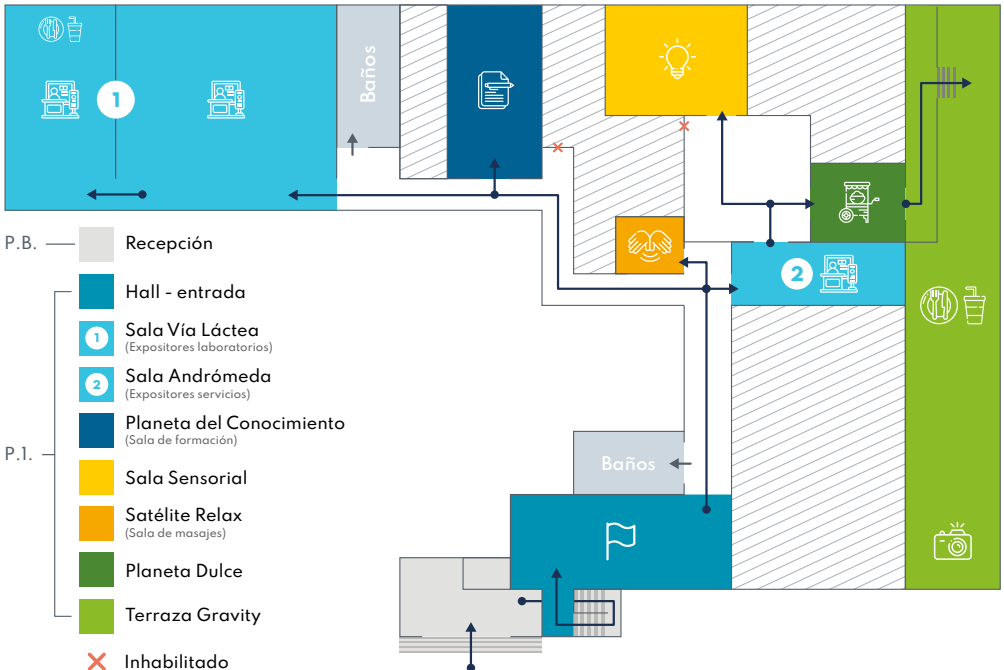 1
Baños
2
Baños
P.B.
Recepción
P.1.
Hall - entrada
1
Sala Vía Láctea
(Expositores laboratorios)
2
Sala Andrómeda
(Expositores servicios)
Planeta del Conocimiento
(Sala de formación)
Sala Sensorial
Satélite Relax
(Sala de masajes)
Planeta Dulce
Terraza Gravity
Inhabilitado